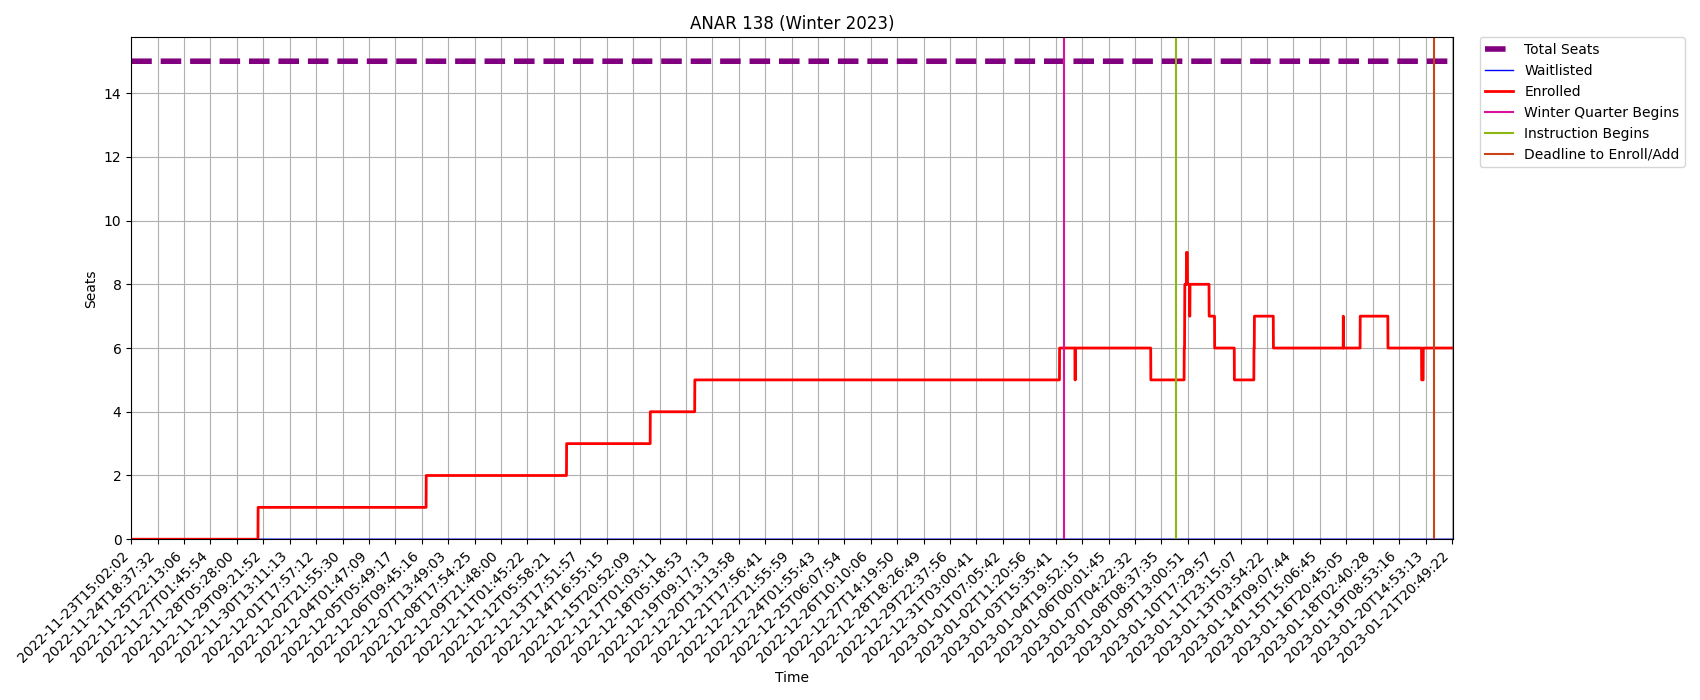 ANAR 138 (Winter 2023)
Total Seats
Waitlisted
Enrolled
Winter Quarter Begins
Instruction Begins
Deadline to Enroll/Add
Seats
14
12
10
8
6
4
2
0
2022-11-23T15:02:02
2022-11-24T18:37:32
2022-11-25T22:13:06
2022-11-27T01:45:54
2022-11-28T05:28:00
2022-11-29T09:21:52
2022-11-30T13:11:13
2022-12-01T17:57:12
2022-12-02T21:55:30
2022-12-04T01:47:09
2022-12-05T05:49:17
2022-12-06T09:45:16
2022-12-07T13:49:03
2022-12-08T17:54:25
2022-12-09T21:48:00
2022-12-11T01:45:22
2022-12-12T05:58:21
2022-12-13T17:51:57
2022-12-14T16:55:15
2022-12-15T20:52:09
2022-12-17T01:03:11
2022-12-18T05:18:53
2022-12-19T09:17:13
2022-12-20T13:13:58
2022-12-21T17:56:41
2022-12-22T21:55:59
2022-12-24T01:55:43
2022-12-25T06:07:54
2022-12-26T10:10:06
2022-12-27T14:19:50
2022-12-28T18:26:49
2022-12-29T22:37:56
2022-12-31T03:00:41
2023-01-01T07:05:42
2023-01-02T11:20:56
2023-01-03T15:35:41
2023-01-04T19:52:15
2023-01-06T00:01:45
2023-01-07T04:22:32
2023-01-08T08:37:35
2023-01-09T13:00:51
2023-01-10T17:29:57
2023-01-11T23:15:07
2023-01-13T03:54:22
2023-01-14T09:07:44
2023-01-15T15:06:45
2023-01-16T20:45:05
2023-01-18T02:40:28
2023-01-19T08:53:16
2023-01-20T14:53:13
2023-01-21T20:49:22
Time